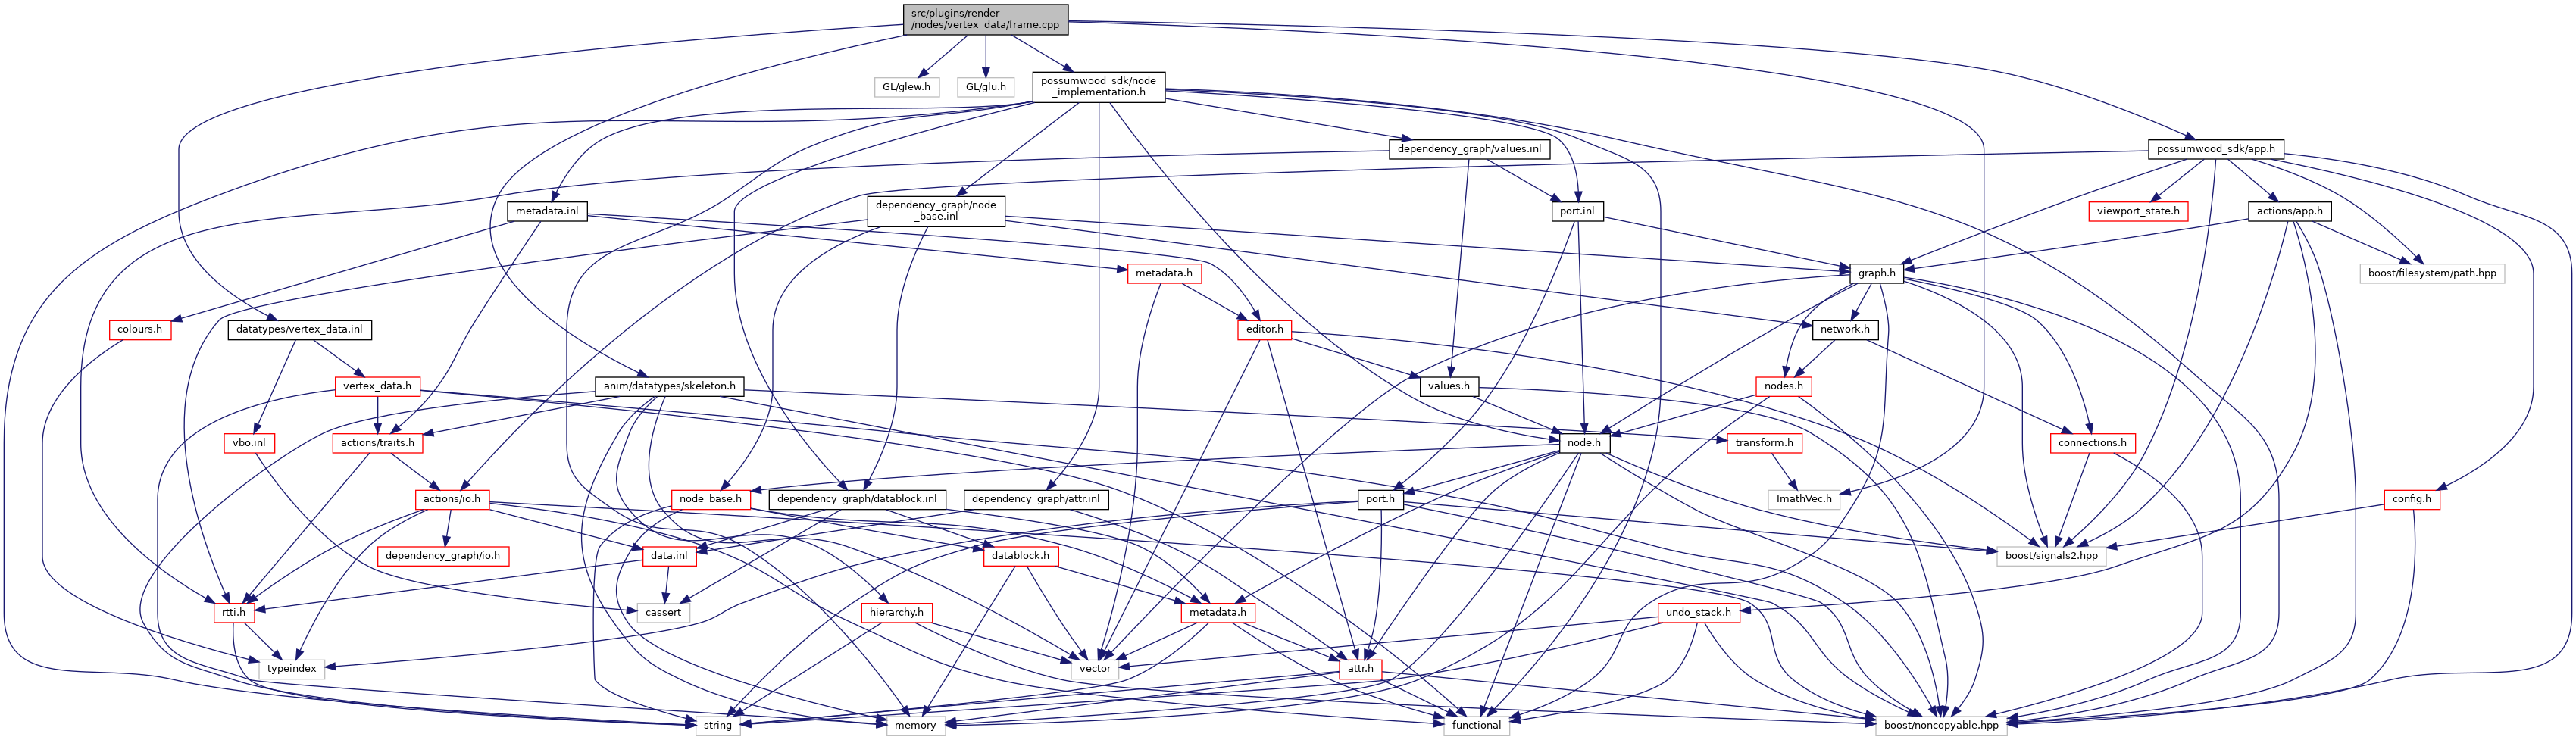 src/plugins/render
/nodes/vertex_data/frame.cpp
GL/glew.h
GL/glu.h
possumwood_sdk/node
_implementation.h
dependency_graph/values.inl
possumwood_sdk/app.h
metadata.inl
dependency_graph/node
_base.inl
port.inl
viewport_state.h
actions/app.h
metadata.h
graph.h
boost/filesystem/path.hpp
colours.h
datatypes/vertex_data.inl
editor.h
network.h
vertex_data.h
anim/datatypes/skeleton.h
values.h
nodes.h
vbo.inl
actions/traits.h
node.h
transform.h
connections.h
actions/io.h
node_base.h
dependency_graph/datablock.inl
dependency_graph/attr.inl
port.h
ImathVec.h
config.h
dependency_graph/io.h
data.inl
datablock.h
boost/signals2.hpp
rtti.h
cassert
hierarchy.h
metadata.h
undo_stack.h
typeindex
vector
attr.h
string
memory
functional
boost/noncopyable.hpp